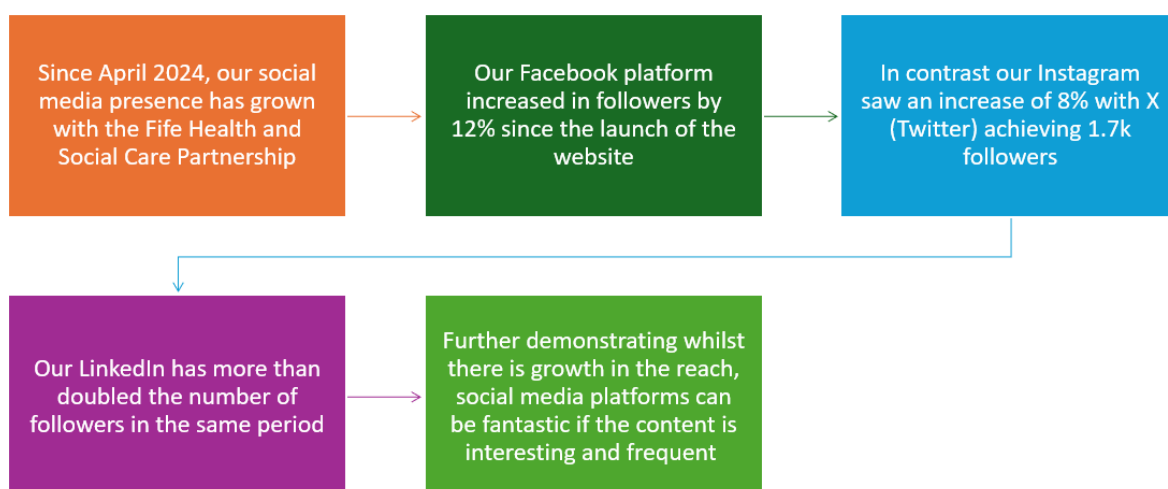 Since April 2024, our social
media presence has grown
with the Fife Health and
Social Care Partnership
Our Facebook platform
increased in followers by
12% since the launch of the
website
In contrast our Instagram
saw an increase of 8% with X
(Twitter) achieving 1.7k
followers
Our LinkedIn has more than
doubled the number of
followers in the same period
Further demonstrating whilst
there is growth in the reach,
social media platforms can
be fantastic if the content is
interesting and frequent